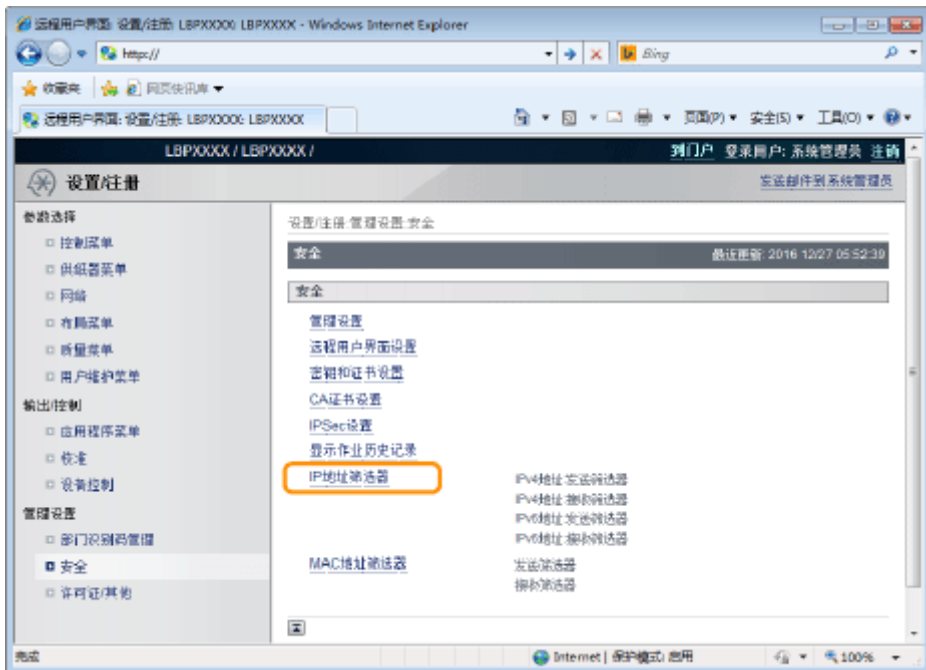 远程用户界面: 设置/注册: LBPXXXX: LBPXXXX - Windows Internet Explorer
http://
Bing
收藏夹
网页快讯库
远程用户界面: 设置/注册: LBPXXXX: LBPXXXX
页面(P)
安全(S)
工具(O)
LBPXXXX / LBPXXXX /
到门户 登录用户: 系统管理员 注销
设置/注册
发送邮件到系统管理员
参数选择
控制菜单
供纸器菜单
网络
布局菜单
质量菜单
用户维护菜单
输出/控制
应用程序菜单
校准
设备控制
管理设置
部门识别码管理
安全
许可证/其他
设置/注册:管理设置:安全
安全
最近更新: 2016 12/27 05:52:39
安全
管理设置
远程用户界面设置
密钥和证书设置
CA证书设置
IPSec设置
显示作业历史记录
IP地址筛选器
IPv4地址:发送筛选器
IPv4地址:接收筛选器
IPv6地址:发送筛选器
IPv6地址:接收筛选器
MAC地址筛选器
发送筛选器
接收筛选器
完成
Internet | 保护模式: 启用
100%